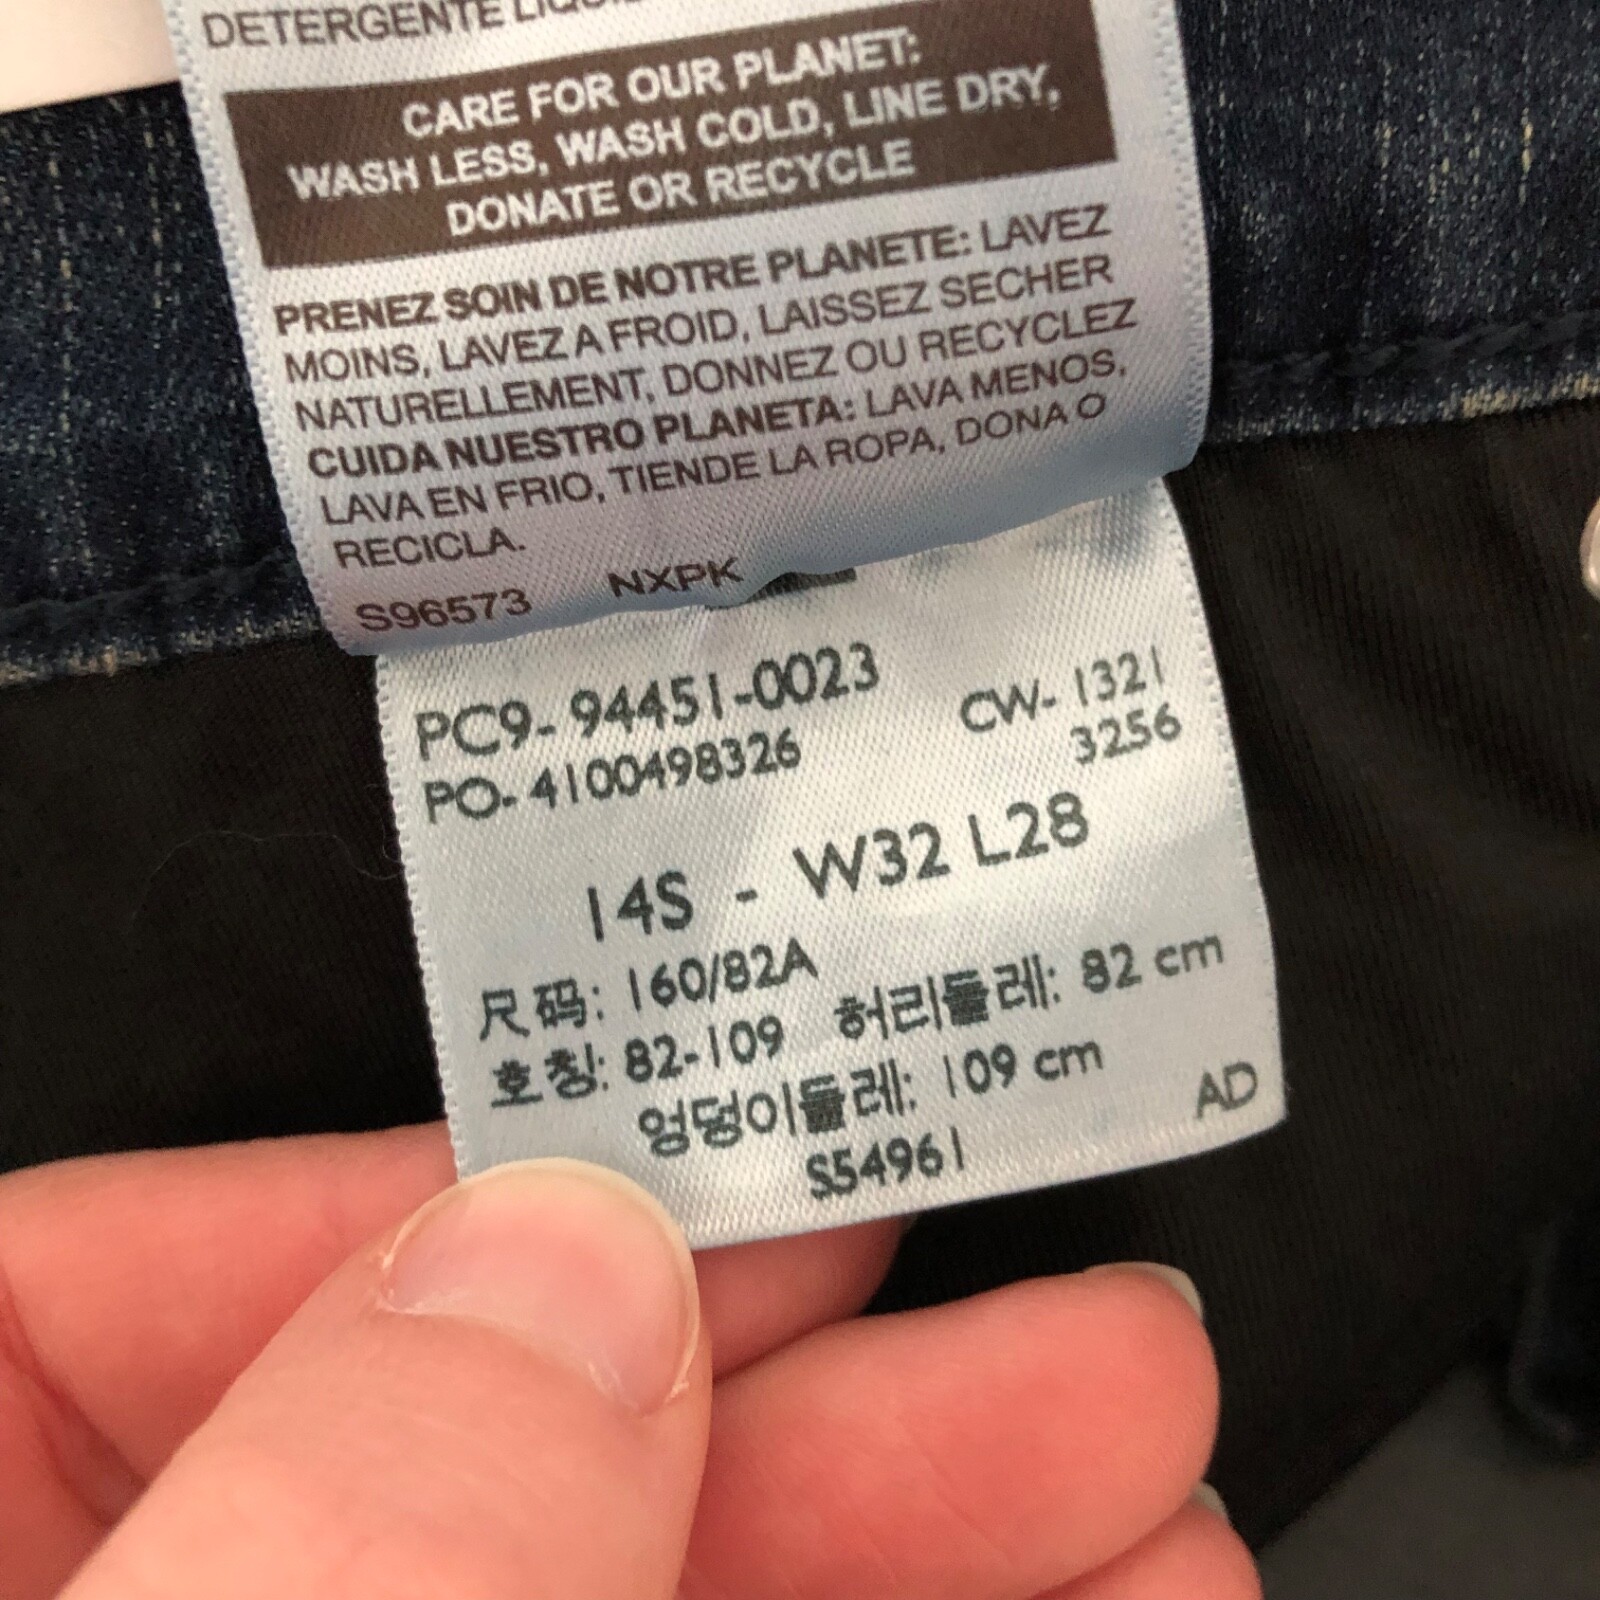 DETERGENTE
CARE FOR OUR PLANET:
WASH LESS, WASH COLD, LINE DRY,
DONATE OR RECYCLE
PRENEZ SOIN DE NOTRE PLANETE: LAVEZ
MOINS, LAVEZ A FROID, LAISSEZ SECHER
NATURELLEMENT, DONNEZ OU RECYCLEZ
CUIDA NUESTRO PLANETA: LAVA MENOS,
LAVA EN FRIO, TIENDE LA ROPA, DONA O
RECICLA.
S96573 NXPK
PC9- 94451-0023 CW- 1321
PO- 4100498326 3256
14S - W32 L28
尺码: 160/82A
호칭: 82-109 허리둘레: 82 cm
엉덩이둘레: 109 cm
S54961 AD